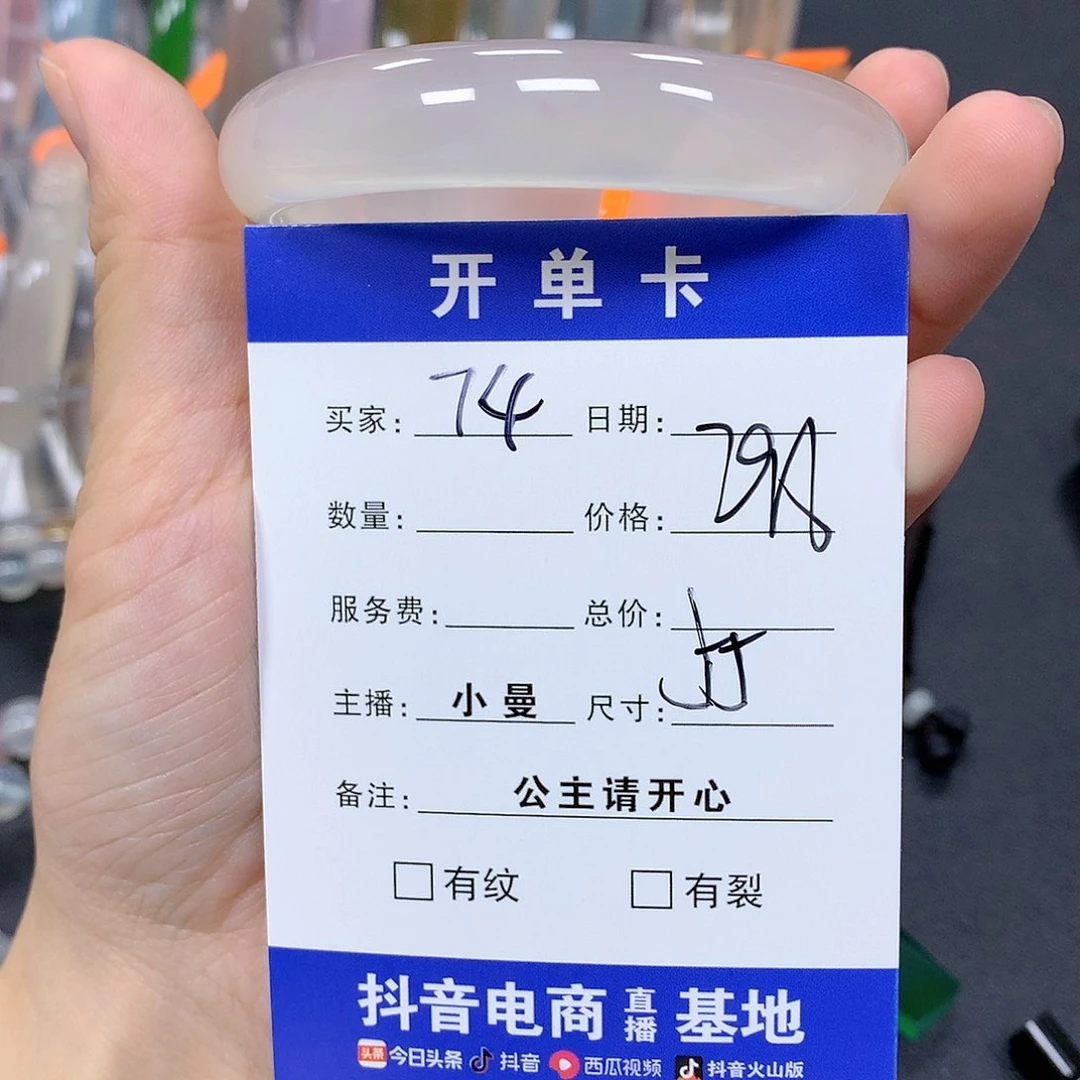 开单卡
买家: 74 日期:
数量: 价格: 298
服务费: 总价:
主播: 小曼 尺寸:
备注: 公主请开心
□有纹 □有裂
抖音电商直播基地
头条 今日头条 抖音 西瓜视频 抖音火山版